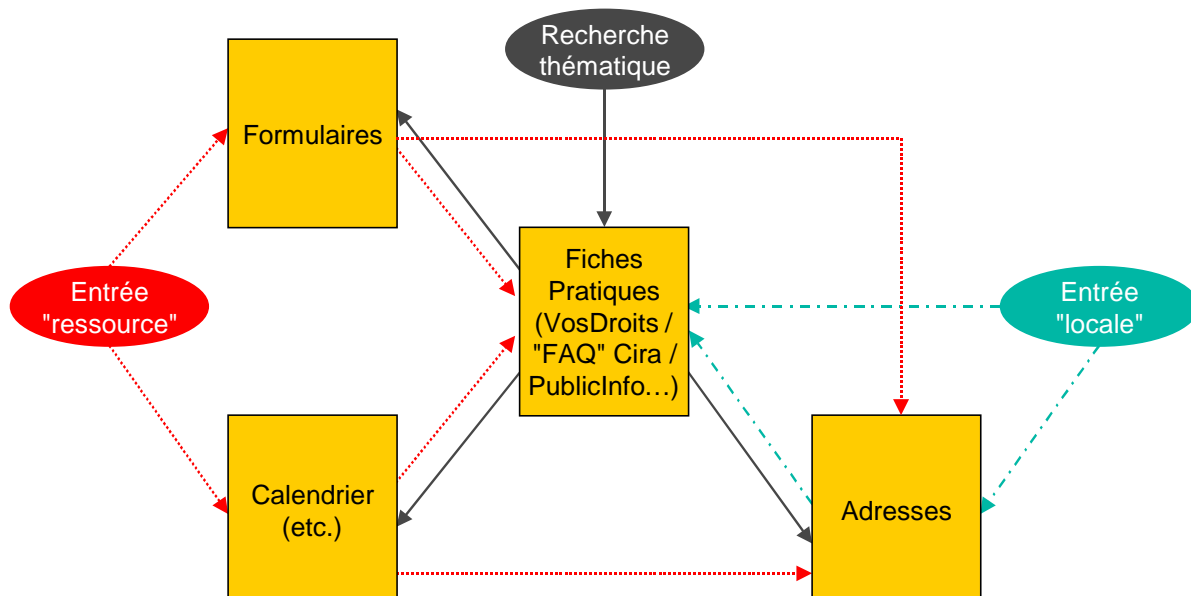 Recherche
thématique
Formulaires
Fiches
Pratiques
(VosDroits /
"FAQ" Cira /
PublicInfo…)
Entrée
"ressource"
Entrée
"locale"
Calendrier
(etc.)
Adresses